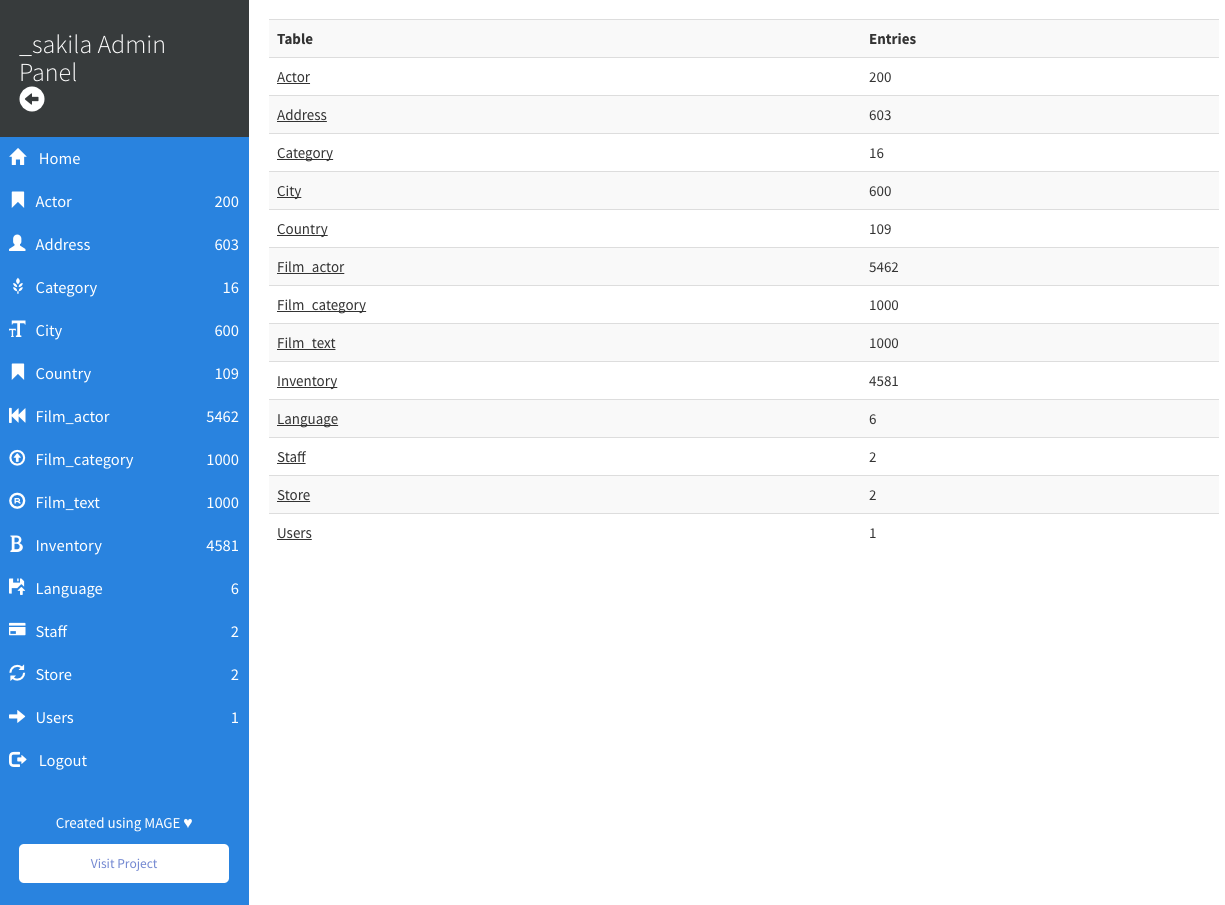 _sakila Admin
Panel
Home
Actor 200
Address 603
Category 16
City 600
Country 109
Film_actor 5462
Film_category 1000
Film_text 1000
Inventory 4581
Language 6
Staff 2
Store 2
Users 1
Logout
Created using MAGE ♥
Visit Project
Table Entries
Actor 200
Address 603
Category 16
City 600
Country 109
Film_actor 5462
Film_category 1000
Film_text 1000
Inventory 4581
Language 6
Staff 2
Store 2
Users 1